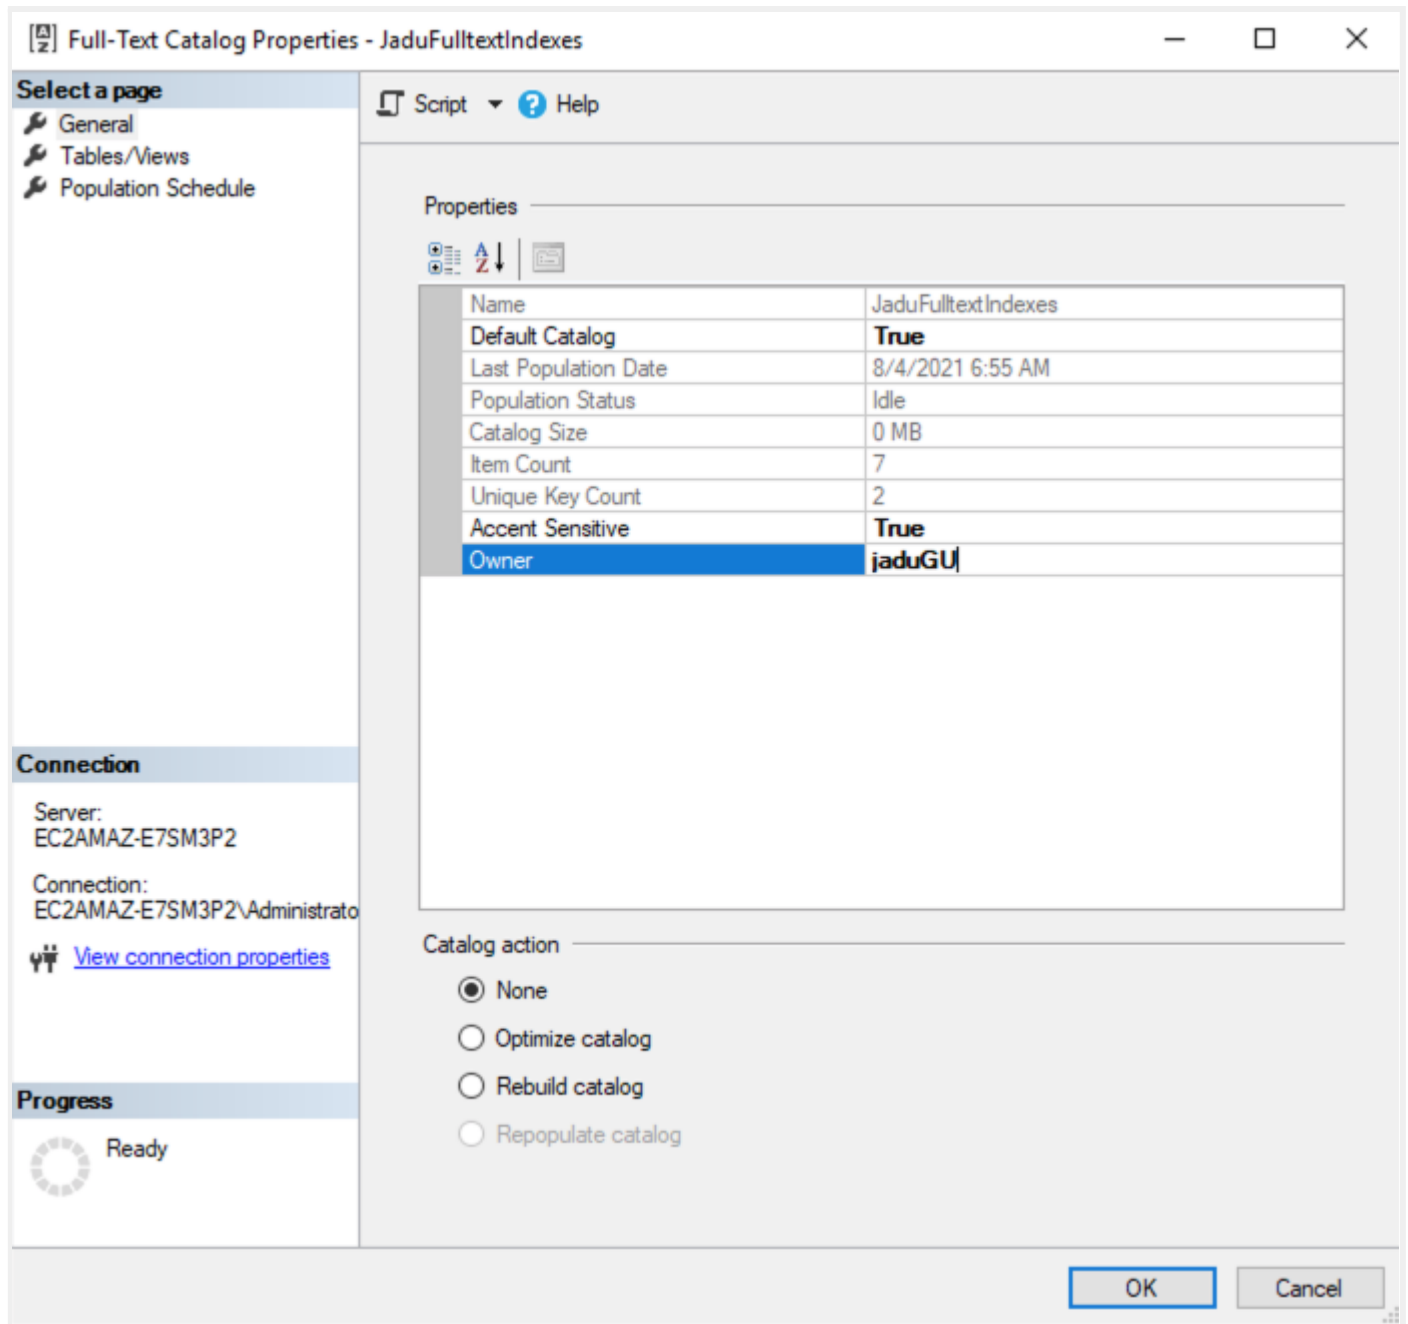 Full-Text Catalog Properties - JaduFulltextIndexes
Select a page
General
Tables/Views
Population Schedule
Script
Help
Properties
Name JaduFulltextIndexes
Default Catalog True
Last Population Date 8/4/2021 6:55 AM
Population Status Idle
Catalog Size 0 MB
Item Count 7
Unique Key Count 2
Accent Sensitive True
Owner jaduGU
Connection
Server:
EC2AMAZ-E7SM3P2
Connection:
EC2AMAZ-E7SM3P2\Administrato
View connection properties
Catalog action
None
Optimize catalog
Rebuild catalog
Repopulate catalog
Progress
Ready
OK Cancel